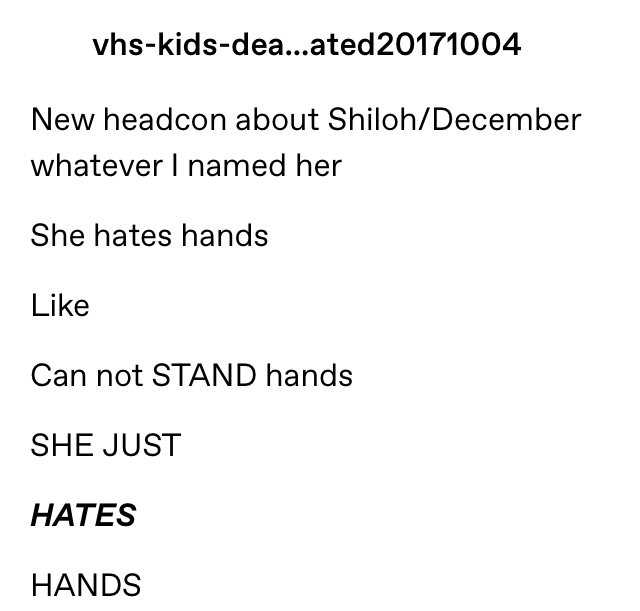 vhs-kids-dea...ated20171004
New headcon about Shiloh/December
whatever I named her
She hates hands
Like
Can not STAND hands
SHE JUST
HATES
HANDS